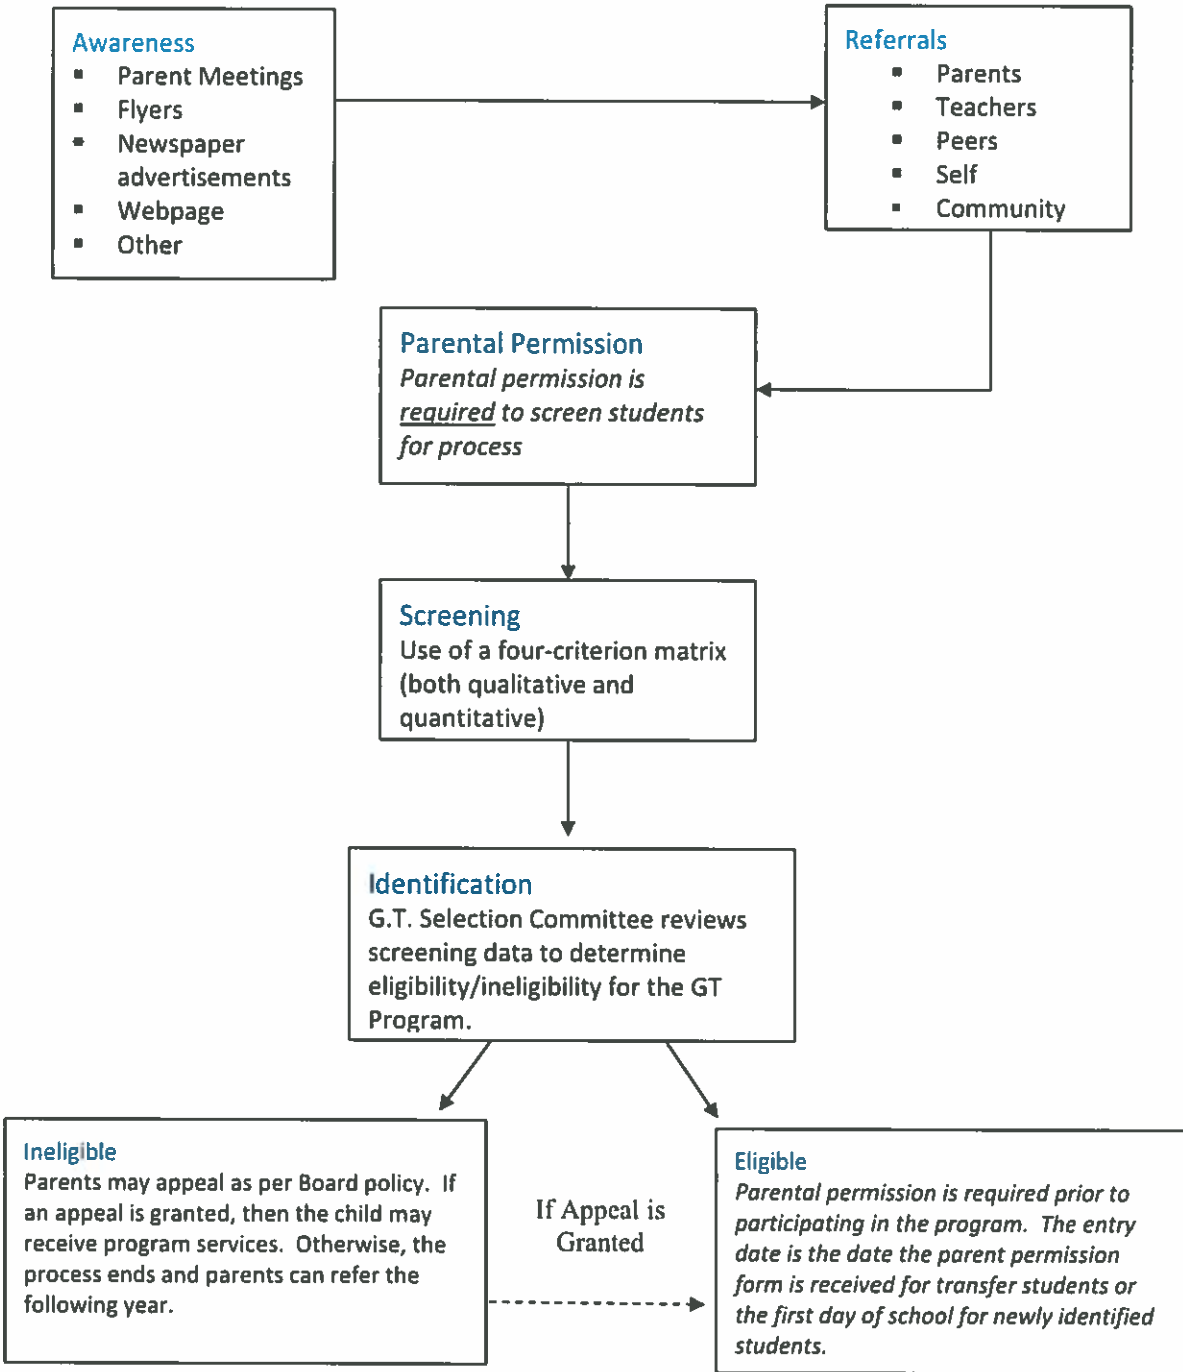 Awareness
▪ Parent Meetings
▪ Flyers
▪ Newspaper
advertisements
▪ Webpage
▪ Other
Referrals
▪ Parents
▪ Teachers
▪ Peers
▪ Self
▪ Community
Parental Permission
Parental permission is
required to screen students
for process
Screening
Use of a four-criterion matrix
(both qualitative and
quantitative)
Identification
G.T. Selection Committee reviews
screening data to determine
eligibility/ineligibility for the GT
Program.
Ineligible
Parents may appeal as per Board policy. If
an appeal is granted, then the child may
receive program services. Otherwise, the
process ends and parents can refer the
following year.
If Appeal is
Granted
Eligible
Parental permission is required prior to
participating in the program. The entry
date is the date the parent permission
form is received for transfer students or
the first day of school for newly identified
students.